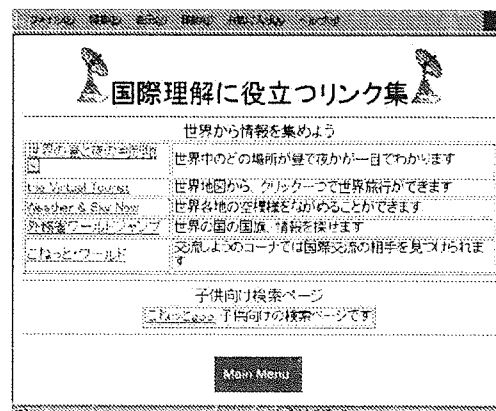 国際理解に役立つリンク集
世界から情報を集めよう
世界中のどの場所が昼で夜かが一目でわかります
the Virtual Tourist
世界地図から、クリック一つで世界旅行ができます
Weather & Sky Now
世界各地の空模様をながめることができます
外務省ワールドジャンプ
世界の国の国旗、情報を探せます
こねっと・ワールド
交流しようのコーナーでは国際交流の相手を見つけられま
す
子供向け検索ページ
こねっとgoo 子供向けの検索ページです
Main Menu